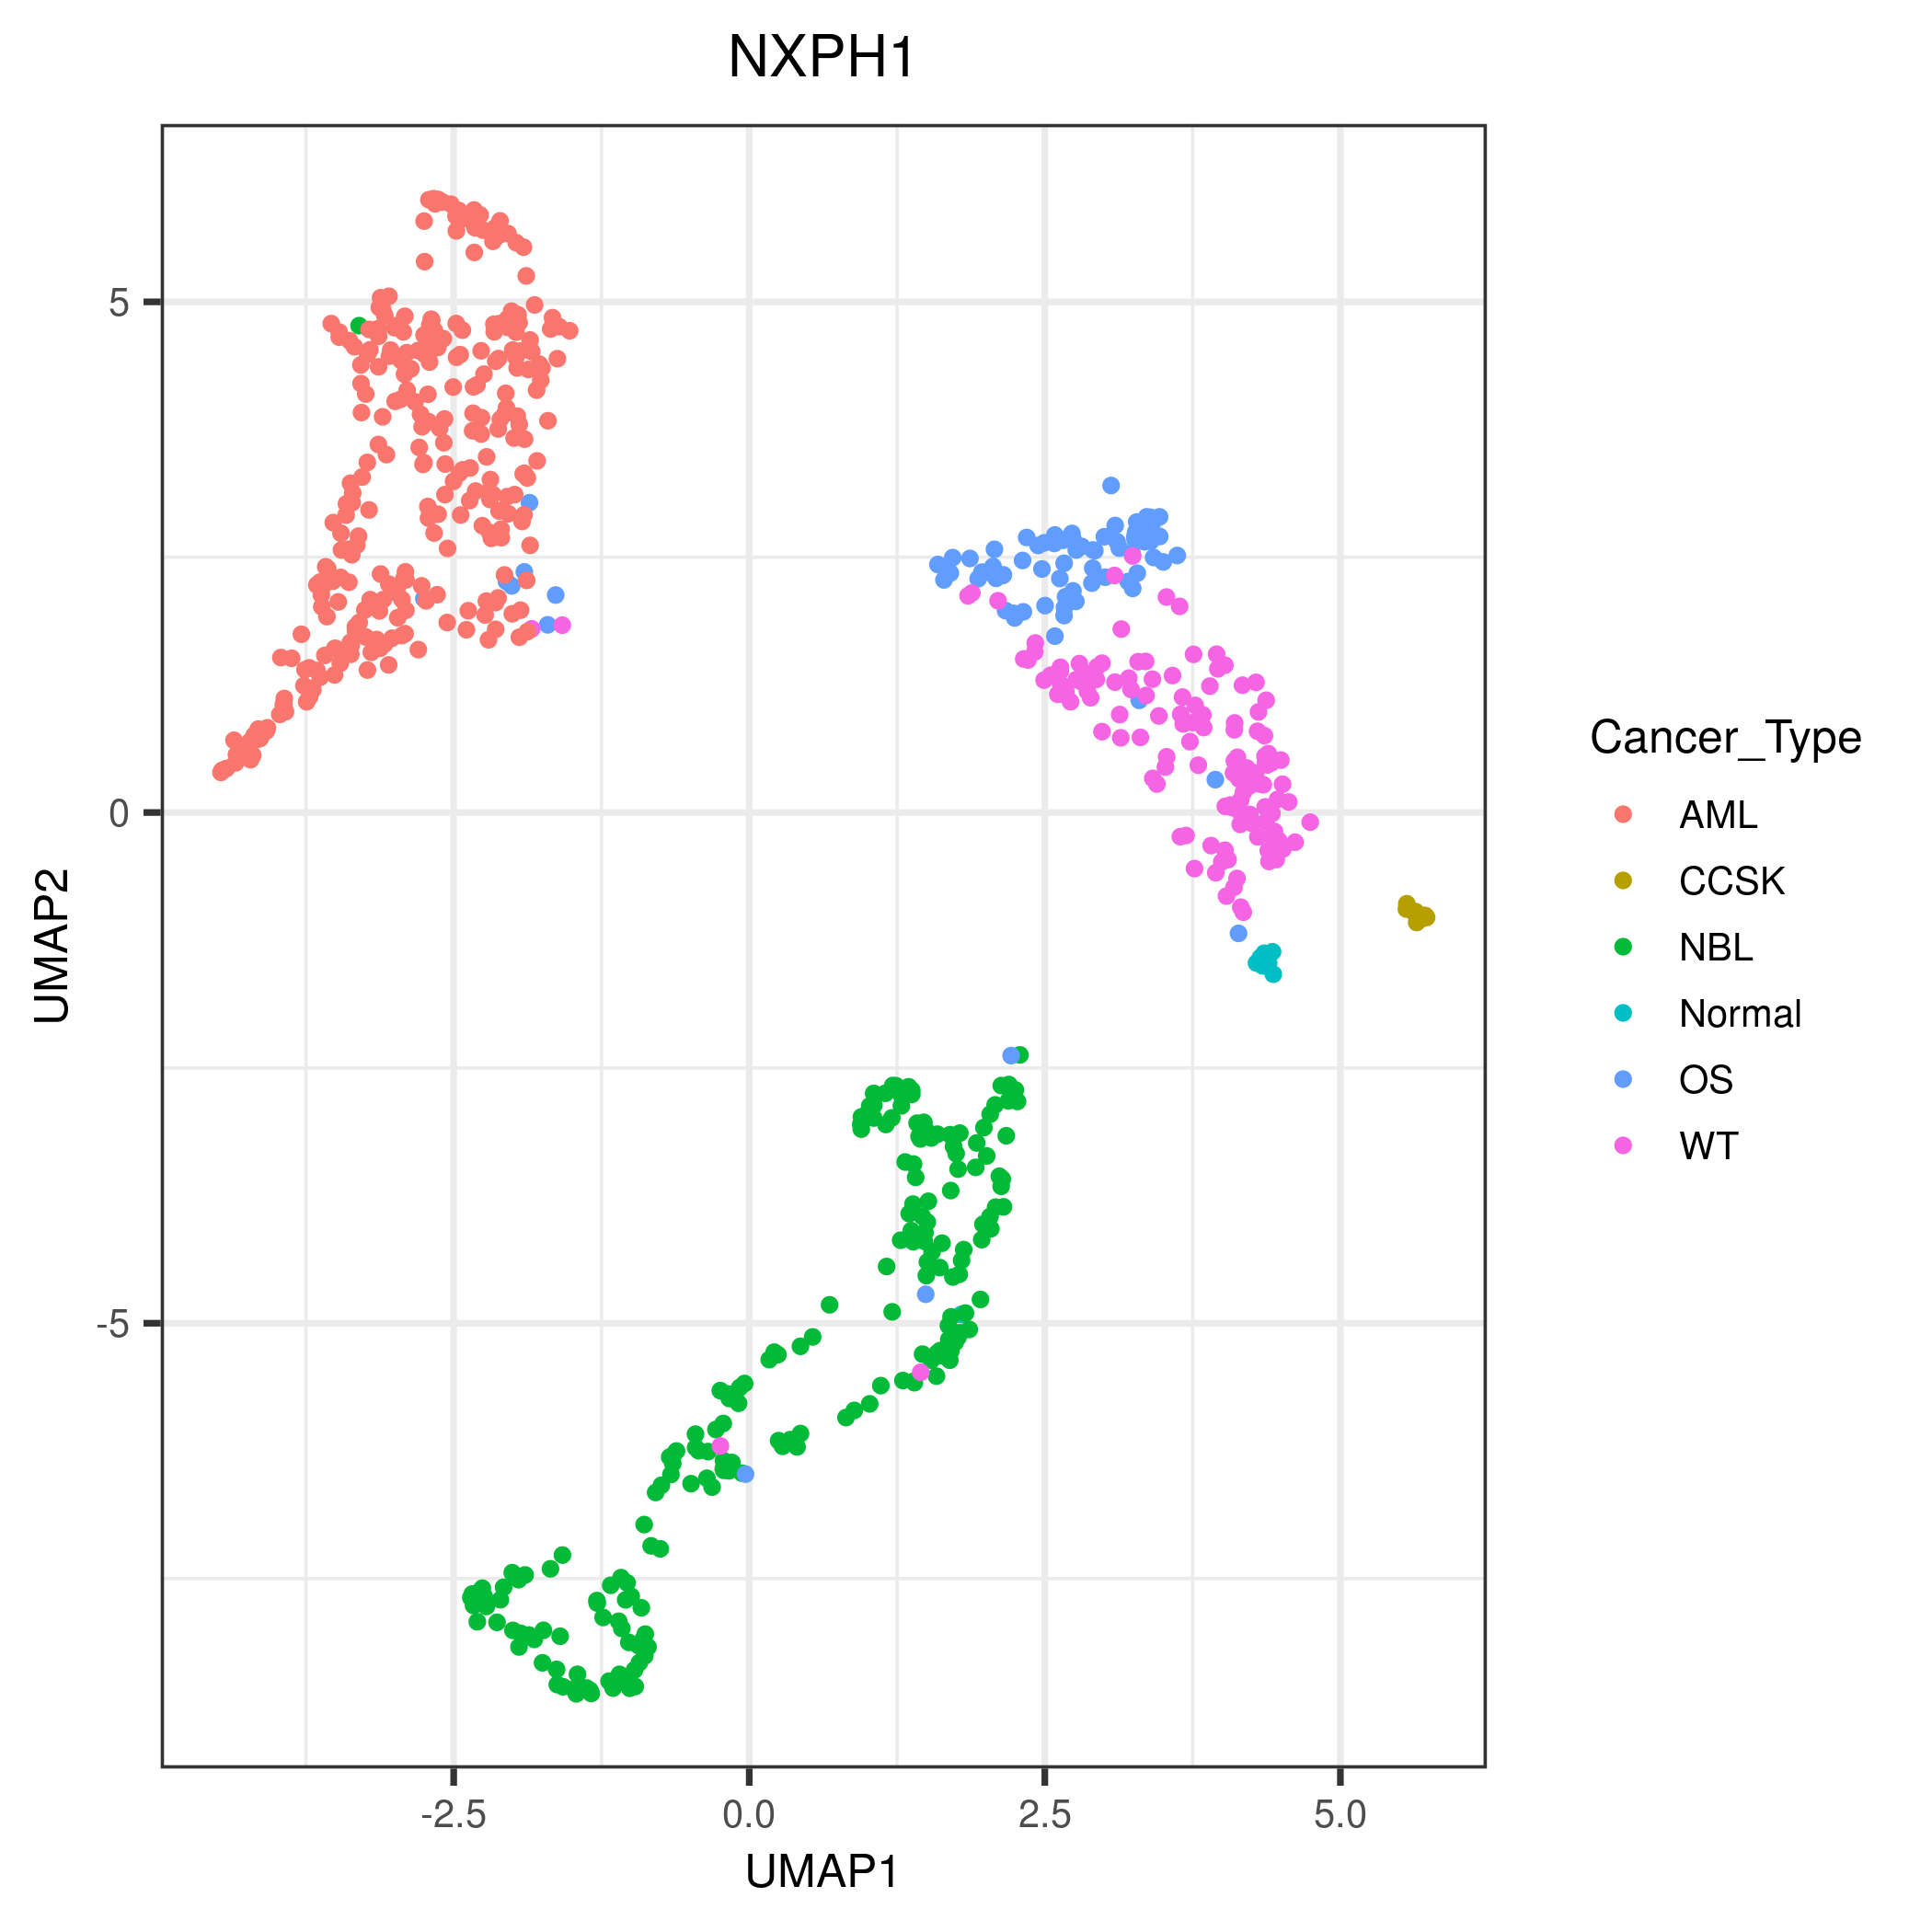 NXPH1
5
0
-5
UMAP2
-2.5
0.0
2.5
5.0
UMAP1
Cancer_Type
AML
CCSK
NBL
Normal
OS
WT